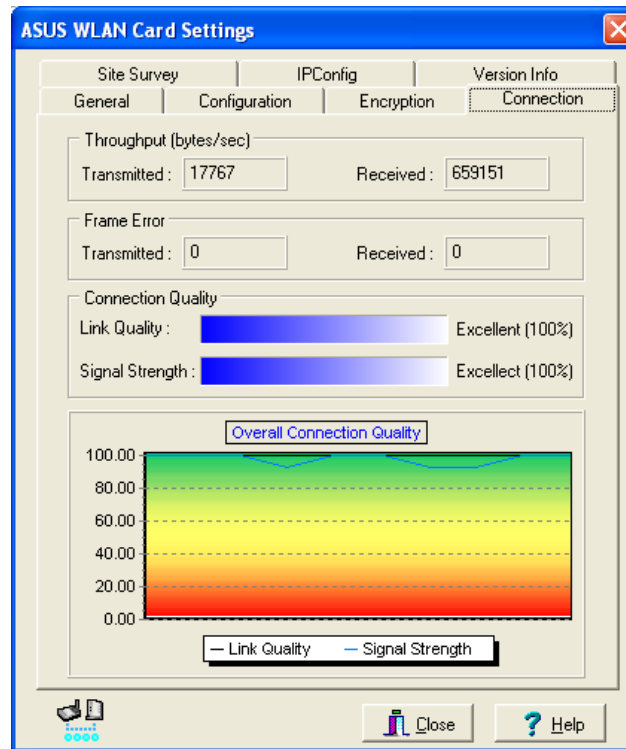 ASUS WLAN Card Settings
Site Survey IPConfig Version Info
General Configuration Encryption Connection
Throughput (bytes/sec)
Transmitted : 17767 Received : 659151
Frame Error
Transmitted : 0 Received : 0
Connection Quality
Link Quality : Excellent (100%)
Signal Strength : Excellect (100%)
Overall Connection Quality
100.00
80.00
60.00
40.00
20.00
0.00
Link Quality Signal Strength
Close ? Help